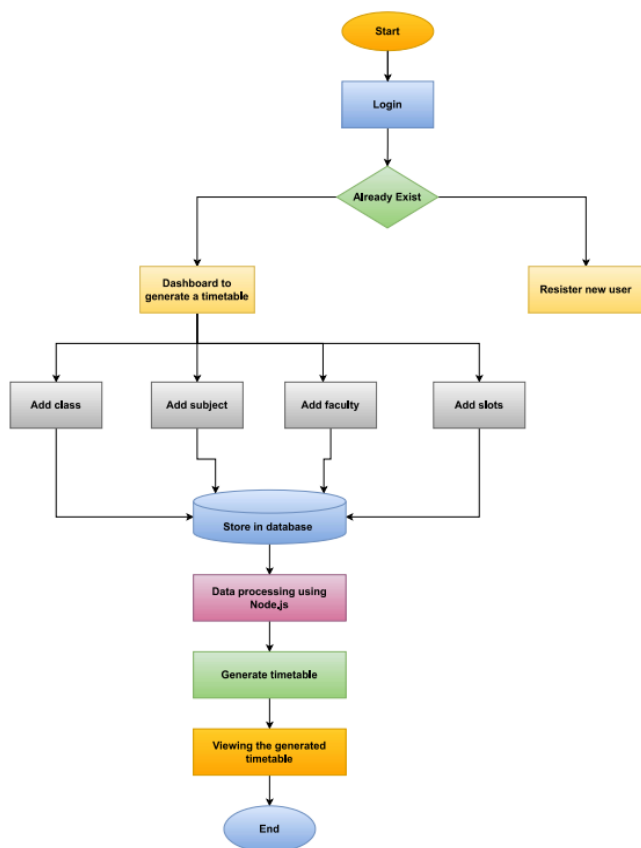 Start
Login
Already Exist
Dashboard to
generate a timetable
Resister new user
Add class
Add subject
Add faculty
Add slots
Store in database
Data processing using
Node.js
Generate timetable
Viewing the generated
timetable
End